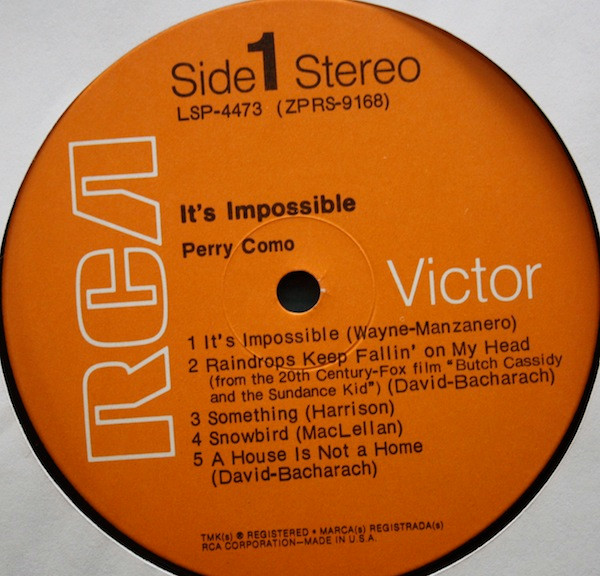 Side 1 Stereo
LSP-4473 (ZPRS-9168)
RCA
It's Impossible
Perry Como
Victor
1 It's Impossible (Wayne-Manzanero)
2 Raindrops Keep Fallin' on My Head
(from the 20th Century-Fox film "Butch Cassidy
and the Sundance Kid") (David-Bacharach)
3 Something (Harrison)
4 Snowbird (MacLellan)
5 A House Is Not a Home
(David-Bacharach)
TMK(s) ® REGISTERED • MARCA(s) REGISTRADA(s)
RCA CORPORATION—MADE IN U.S.A.